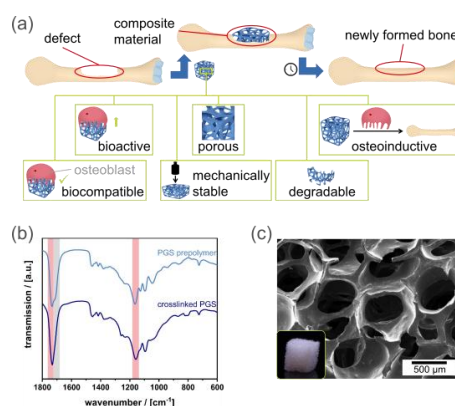 (a)
composite
material
defect
newly formed bone
bioactive
porous
osteoinductive
osteoblast
biocompatible
mechanically
stable
degradable
(b)
PGS prepolymer
crosslinked PGS
transmission / [a.u.]
1800 1600 1400 1200 1000 800 600
wavenumber / [cm⁻¹]
(c)
500 µm